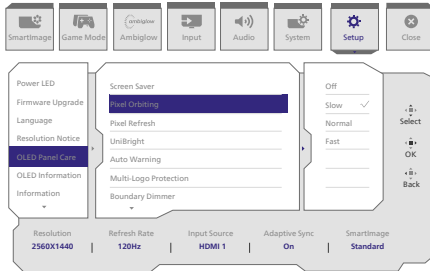 SmartImage
Game Mode
ambiglow
Ambiglow
Input
Audio
System
Setup
Close
Power LED
Firmware Upgrade
Language
Resolution Notice
OLED Panel Care
OLED Information
Information
Screen Saver
Pixel Orbiting
Pixel Refresh
UniBright
Auto Warning
Multi-Logo Protection
Boundary Dimmer
Off
Slow
Normal
Fast
Select
OK
Back
Resolution Refresh Rate Input Source Adaptive Sync SmartImage
2560X1440 | 120Hz | HDMI 1 | On | Standard